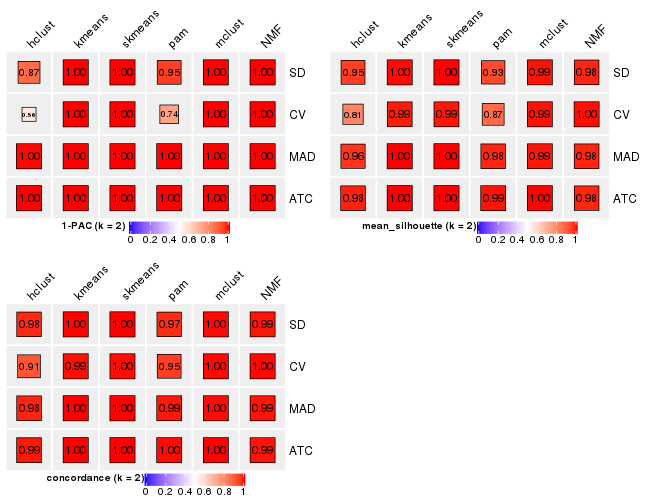 hclust kmeans skmeans pam mclust NMF
0.87 1.00 1.00 0.95 1.00 1.00 SD
0.56 1.00 1.00 0.74 1.00 1.00 CV
1.00 1.00 1.00 1.00 1.00 1.00 MAD
1.00 1.00 1.00 1.00 1.00 1.00 ATC
1-PAC (k = 2)
0 0.2 0.4 0.6 0.8 1
hclust kmeans skmeans pam mclust NMF
0.95 1.00 1.00 0.93 0.99 0.98 SD
0.81 0.99 0.99 0.87 0.99 1.00 CV
0.96 1.00 1.00 0.98 0.99 0.98 MAD
0.98 1.00 1.00 0.99 1.00 0.98 ATC
mean_silhouette (k = 2)
0 0.2 0.4 0.6 0.8 1
hclust kmeans skmeans pam mclust NMF
0.98 1.00 1.00 0.97 1.00 0.99 SD
0.91 0.99 1.00 0.95 1.00 1.00 CV
0.98 1.00 1.00 0.99 1.00 0.99 MAD
0.99 1.00 1.00 1.00 1.00 0.99 ATC
concordance (k = 2)
0 0.2 0.4 0.6 0.8 1